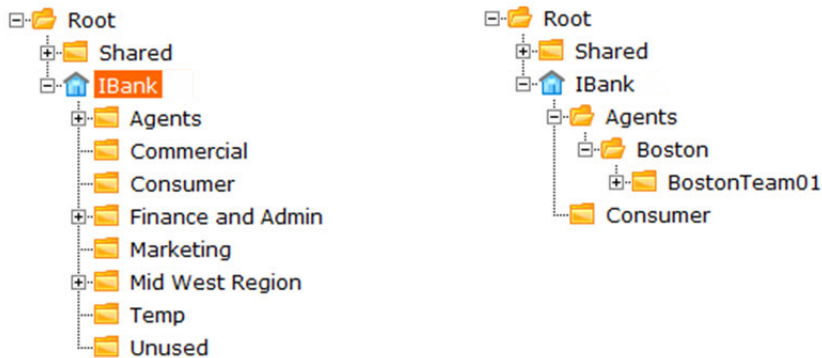 Root
Shared
IBank
Agents
Commercial
Consumer
Finance and Admin
Marketing
Mid West Region
Temp
Unused
Root
Shared
IBank
Agents
Boston
BostonTeam01
Consumer